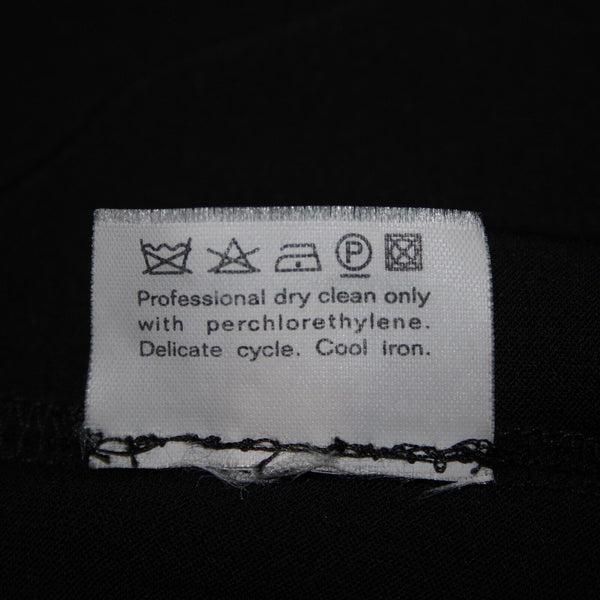 P
Professional dry clean only
with perchlorethylene.
Delicate cycle. Cool iron.